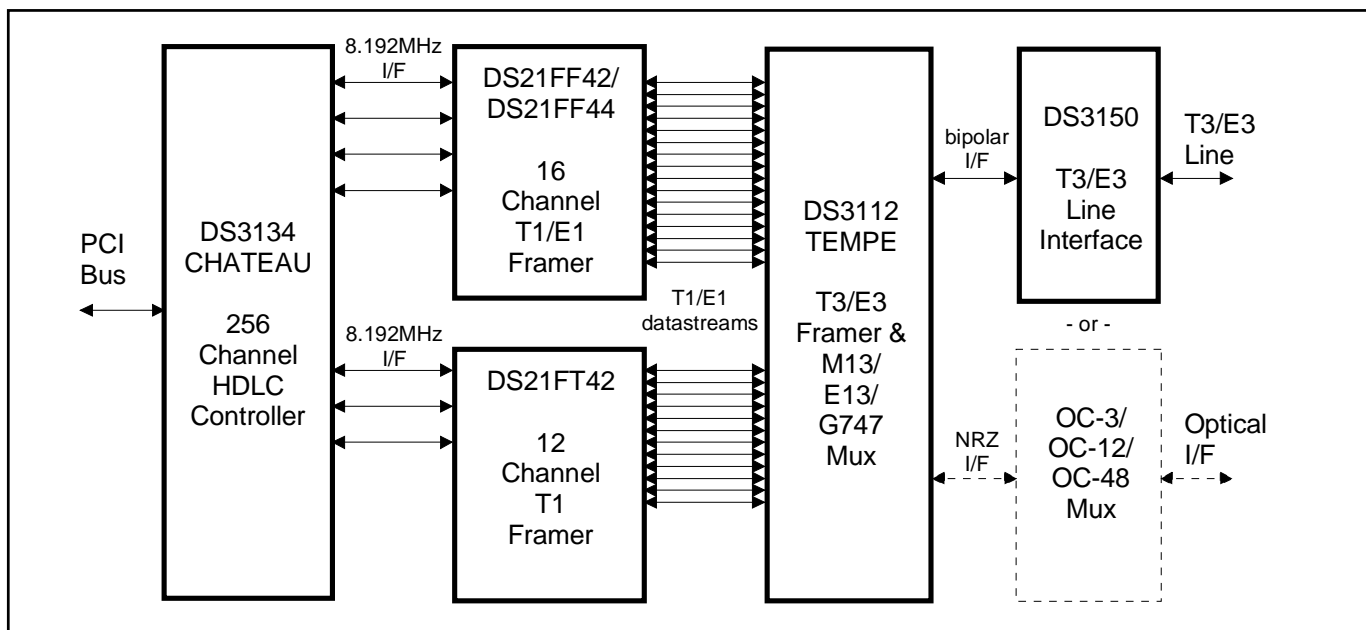 PCI
Bus
DS3134
CHATEAU
256
Channel
HDLC
Controller
8.192MHz
I/F
8.192MHz
I/F
DS21FF42/
DS21FF44
16
Channel
T1/E1
Framer
DS21FT42
12
Channel
T1
Framer
T1/E1
datastreams
DS3112
TEMPE
T3/E3
Framer &
M13/
E13/
G747
Mux
bipolar
I/F
NRZ
I/F
DS3150
T3/E3
Line
Interface
- or -
OC-3/
OC-12/
OC-48
Mux
T3/E3
Line
Optical
I/F